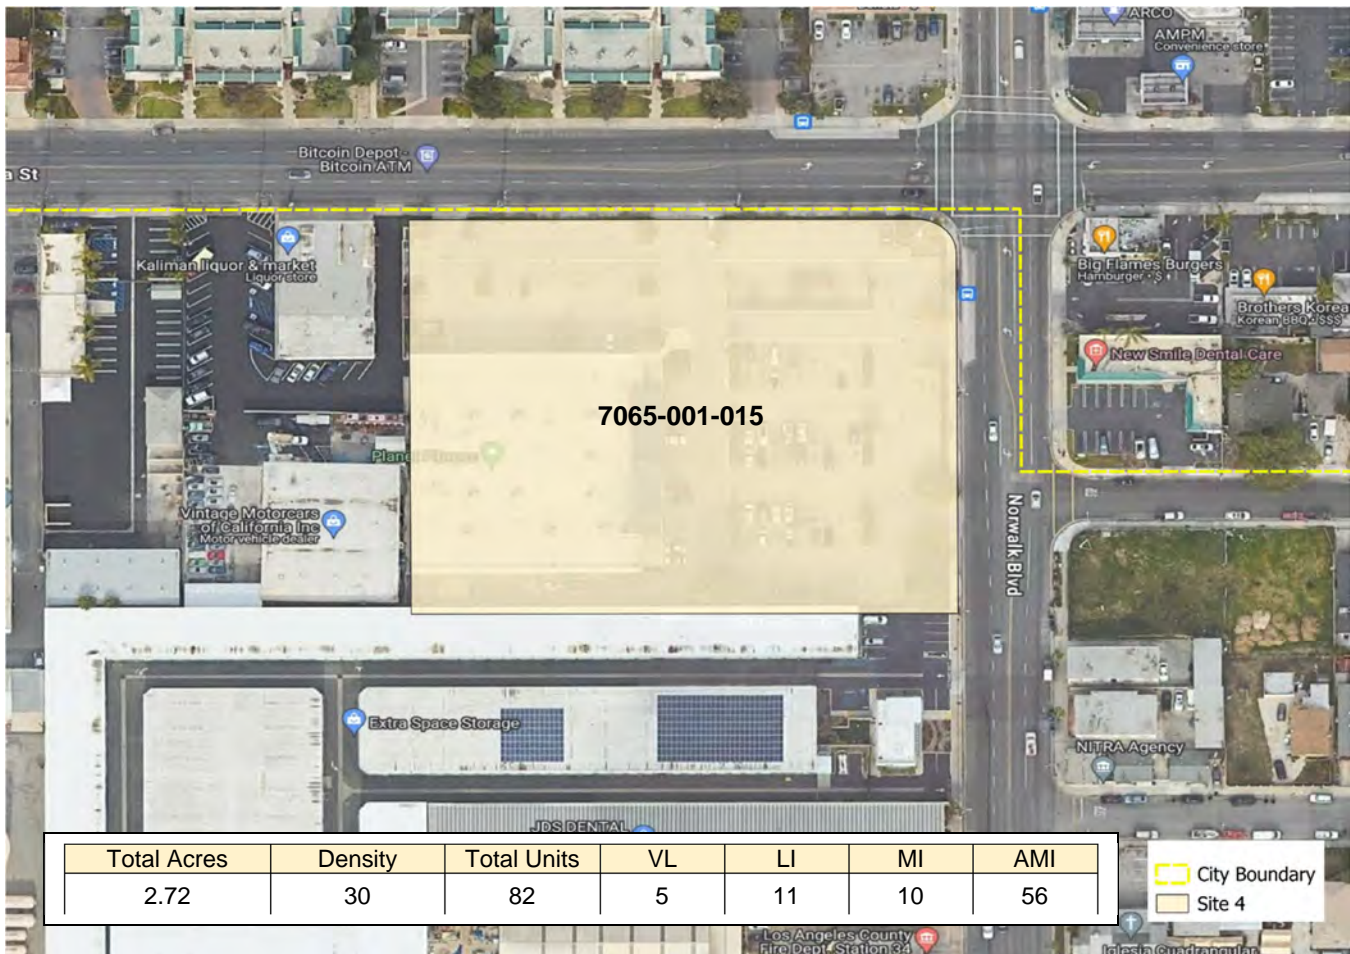 ARCO
AMPM
Convenience store
Bitcoin Depot -
Bitcoin ATM
a St
Kaliman liquor & market
Liquor store
Big Flames Burgers
Hamburger • $
Brothers Korea
Korean BBQ • $$$
New Smile Dental Care
7065-001-015
Planet Fitness
Vintage Motorcars
of California Inc
Motor vehicle dealer
Norwalk Blvd
Extra Space Storage
NITRA Agency
JDS DENTAL
Total Acres Density Total Units VL LI MI AMI
2.72 30 82 5 11 10 56
City Boundary
Site 4
Los Angeles County
Fire Dept. Station 34
Iglesia Cuadrangular